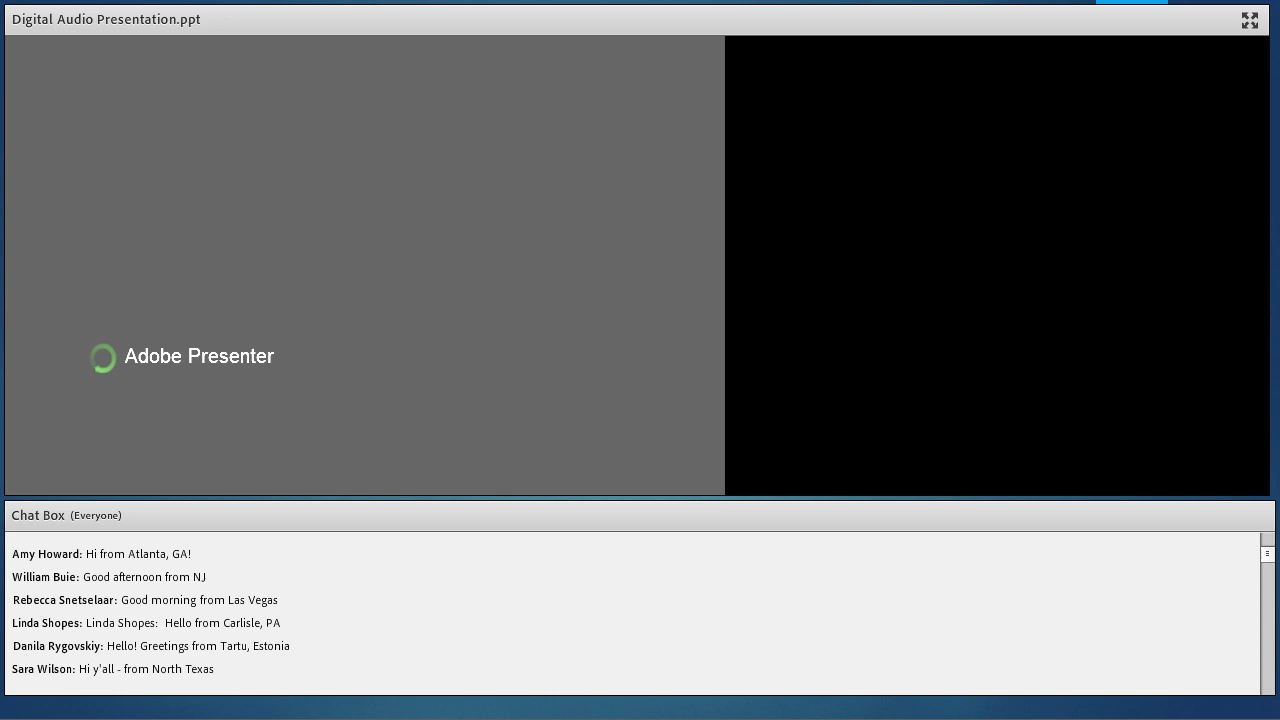 Digital Audio Presentation.ppt
Adobe Presenter
Chat Box (Everyone)
Amy Howard: Hi from Atlanta, GA!
William Buie: Good afternoon from NJ
Rebecca Snetselaar: Good morning from Las Vegas
Linda Shopes: Linda Shopes:  Hello from Carlisle, PA
Danila Rygovskiy: Hello! Greetings from Tartu, Estonia
Sara Wilson: Hi y'all - from North Texas